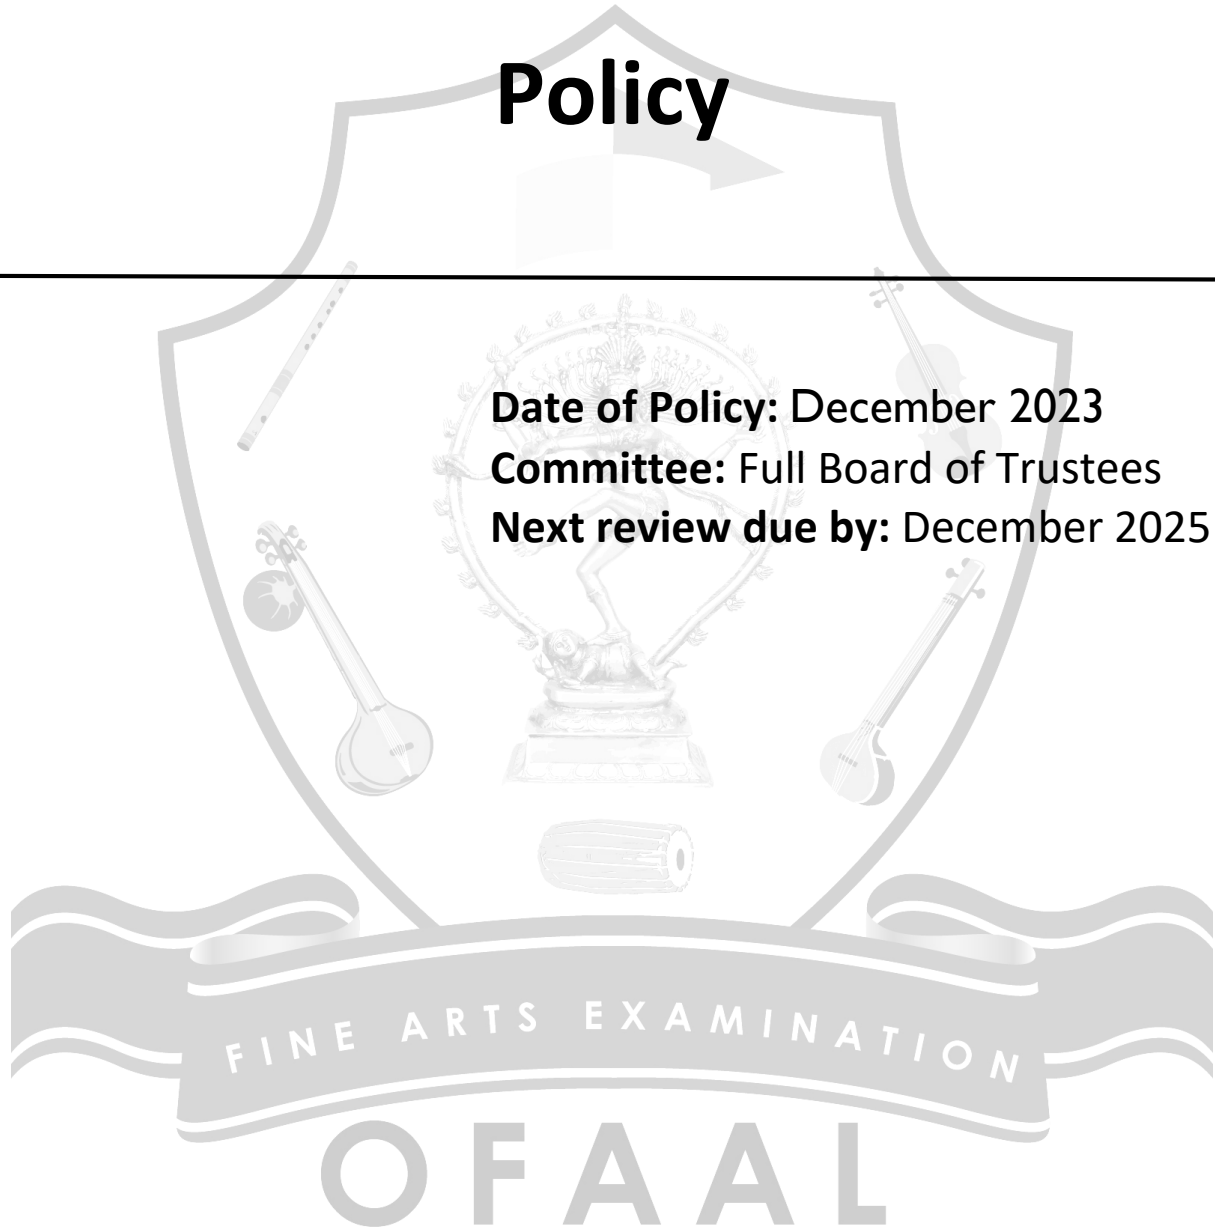 Policy
Date of Policy: December 2023
Committee: Full Board of Trustees
Next review due by: December 2025
FINE ARTS EXAMINATION
OFAAL